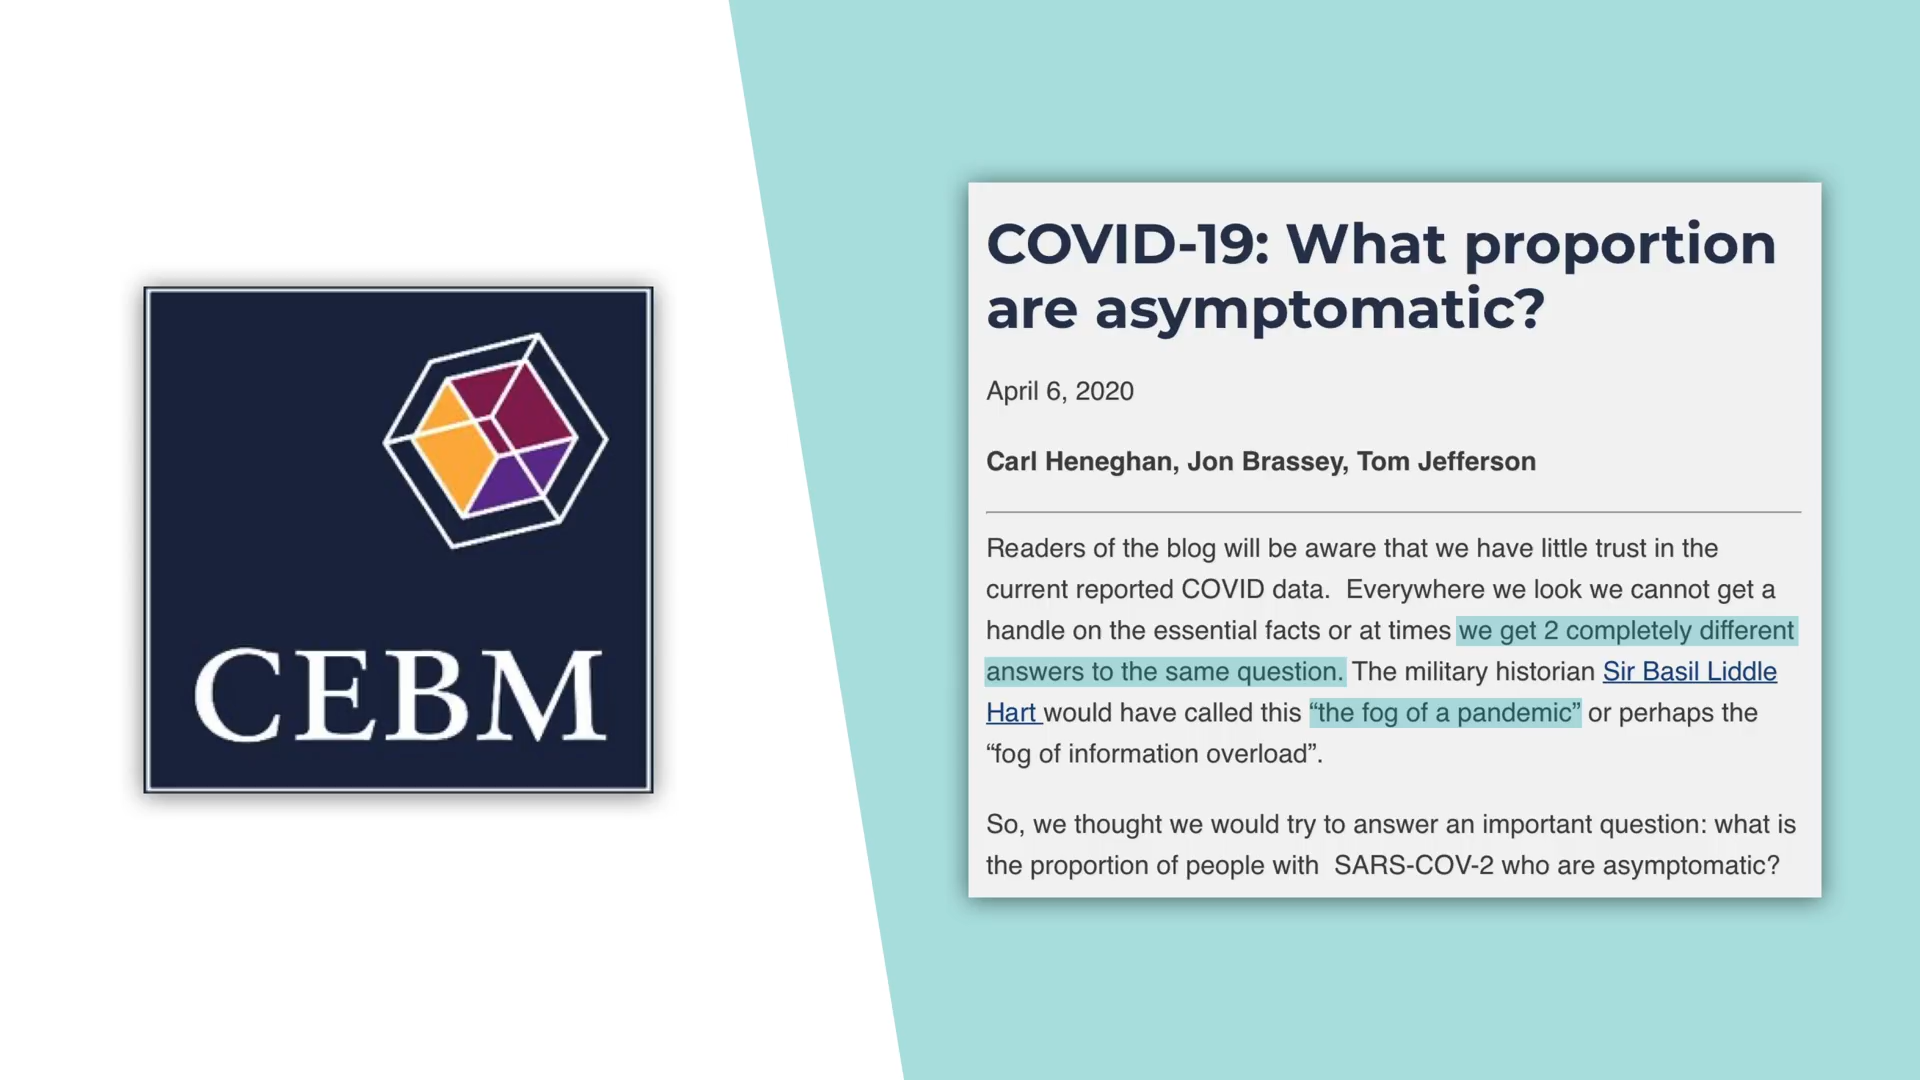 CEBM
COVID-19: What proportion
are asymptomatic?
April 6, 2020
Carl Heneghan, Jon Brassey, Tom Jefferson
Readers of the blog will be aware that we have little trust in the
current reported COVID data.  Everywhere we look we cannot get a
handle on the essential facts or at times we get 2 completely different
answers to the same question. The military historian Sir Basil Liddle
Hart would have called this “the fog of a pandemic” or perhaps the
“fog of information overload”.
So, we thought we would try to answer an important question: what is
the proportion of people with  SARS-COV-2 who are asymptomatic?